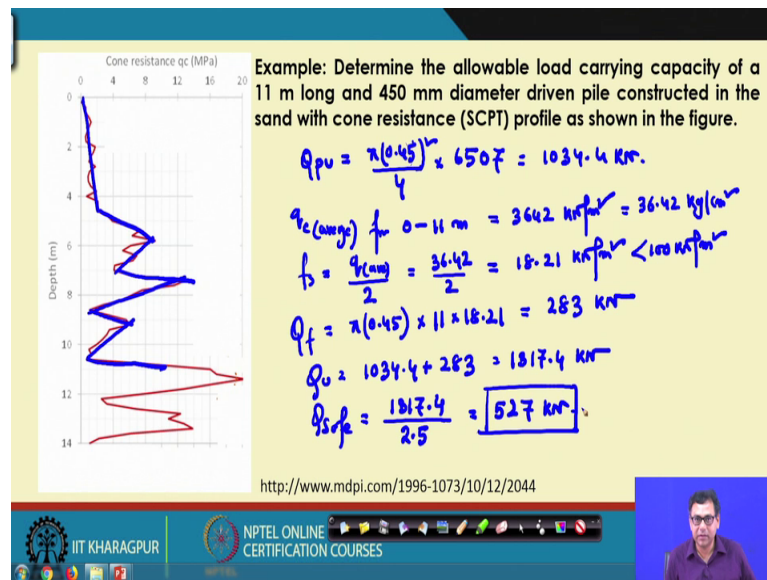 Cone resistance qc (MPa)
0 4 8 12 16 20
0
2
4
6
8
10
12
14
Depth (m)
Example: Determine the allowable load carrying capacity of a
11 m long and 450 mm diameter driven pile constructed in the
sand with cone resistance (SCPT) profile as shown in the figure.
Qpu = π(0.45)²/4 × 6507 = 1034.4 kN.
qc(avge) for 0-11 m = 3642 kN/m² = 36.42 kg/cm²
fs = qc(av)/2 = 36.42/2 = 18.21 kN/m² < 100 kN/m²
Qf = π(0.45) × 11 × 18.21 = 283 kN
Qu = 1034.4 + 283 = 1317.4 kN
Qsafe = 1317.4/2.5 = 527 kN.
http://www.mdpi.com/1996-1073/10/12/2044
IIT KHARAGPUR
NPTEL ONLINE
CERTIFICATION COURSES
NPTEL